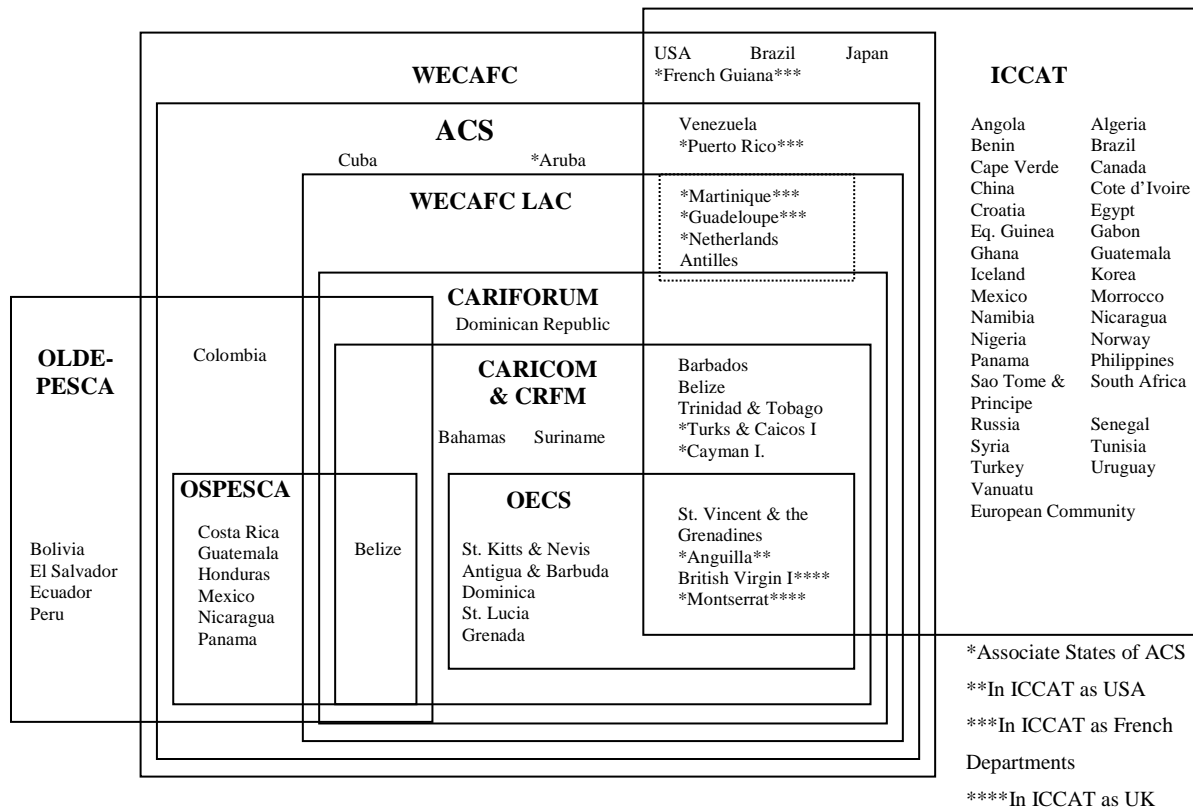 USA Brazil Japan
*French Guiana***
WECAFC
ICCAT
ACS
Venezuela
*Puerto Rico***
Cuba *Aruba
WECAFC LAC
*Martinique***
*Guadeloupe***
*Netherlands
Antilles
Angola Algeria
Benin Brazil
Cape Verde Canada
China Cote d'Ivoire
Croatia Egypt
Eq. Guinea Gabon
Ghana Guatemala
Iceland Korea
Mexico Morrocco
Namibia Nicaragua
Nigeria Norway
Panama Philippines
Sao Tome & South Africa
Principe
Russia Senegal
Syria Tunisia
Turkey Uruguay
Vanuatu
European Community
CARIFORUM
Dominican Republic
OLDE-
PESCA
Colombia
CARICOM
& CRFM
Bahamas Suriname
Barbados
Belize
Trinidad & Tobago
*Turks & Caicos I
*Cayman I.
OSPESCA
Costa Rica
Guatemala
Honduras
Mexico
Nicaragua
Panama
Belize
OECS
St. Kitts & Nevis
Antigua & Barbuda
Dominica
St. Lucia
Grenada
St. Vincent & the
Grenadines
*Anguilla**
British Virgin I****
*Montserrat****
Bolivia
El Salvador
Ecuador
Peru
*Associate States of ACS
**In ICCAT as USA
***In ICCAT as French
Departments
****In ICCAT as UK